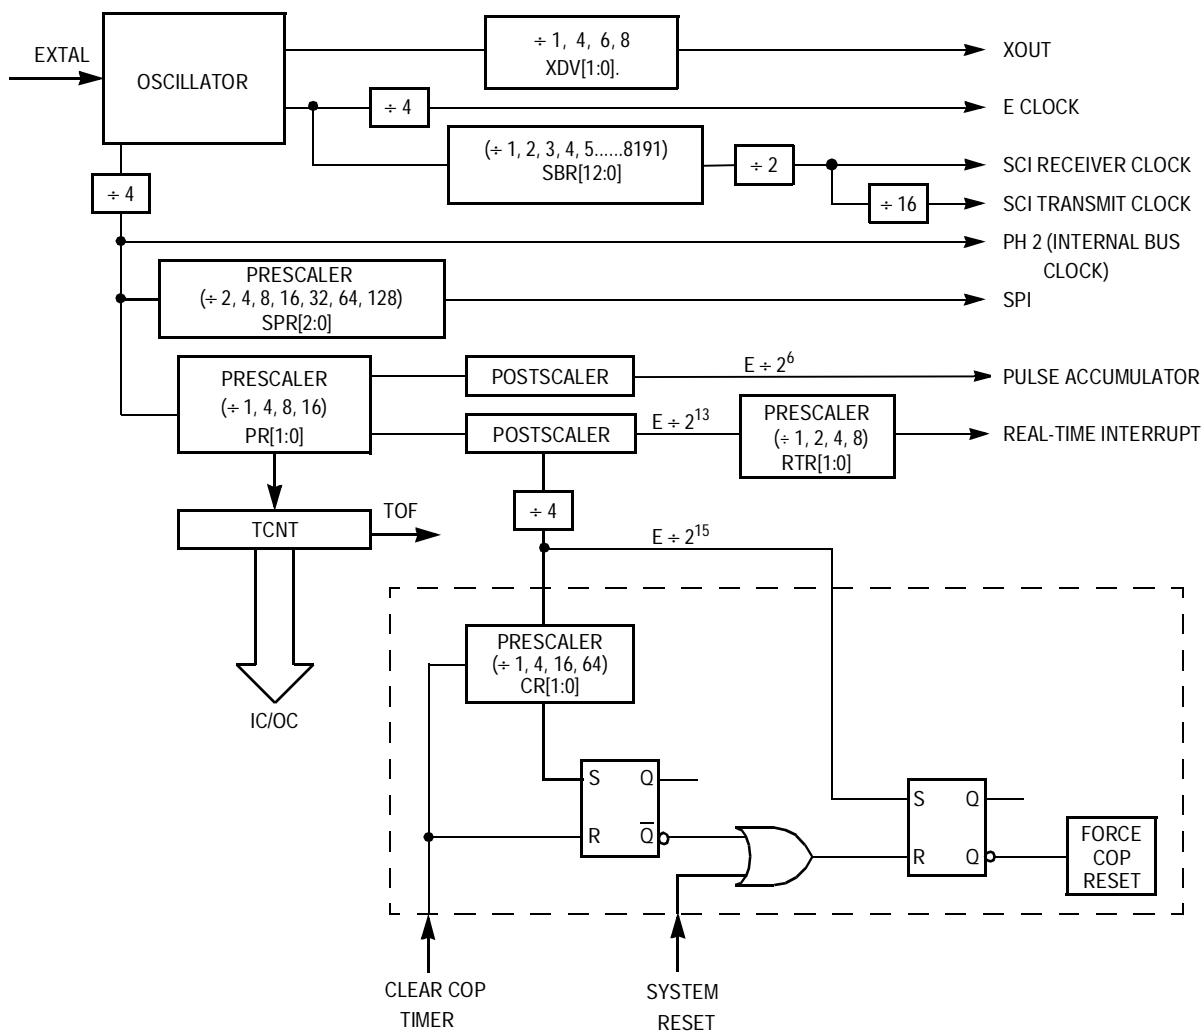 EXTAL
OSCILLATOR
÷ 1, 4, 6, 8
XDV[1:0].
XOUT
÷ 4
E CLOCK
(÷ 1, 2, 3, 4, 5......8191)
SBR[12:0]
÷ 2
SCI RECEIVER CLOCK
÷ 4
÷ 16
SCI TRANSMIT CLOCK
PH 2 (INTERNAL BUS
CLOCK)
PRESCALER
(÷ 2, 4, 8, 16, 32, 64, 128)
SPR[2:0]
SPI
PRESCALER
(÷ 1, 4, 8, 16)
PR[1:0]
POSTSCALER
E ÷ 2^6
PULSE ACCUMULATOR
POSTSCALER
E ÷ 2^13
PRESCALER
(÷ 1, 2, 4, 8)
RTR[1:0]
REAL-TIME INTERRUPT
÷ 4
TCNT
TOF
E ÷ 2^15
IC/OC
PRESCALER
(÷ 1, 4, 16, 64)
CR[1:0]
S Q
R Q̅
S Q
R Q
FORCE
COP
RESET
CLEAR COP
TIMER
SYSTEM
RESET